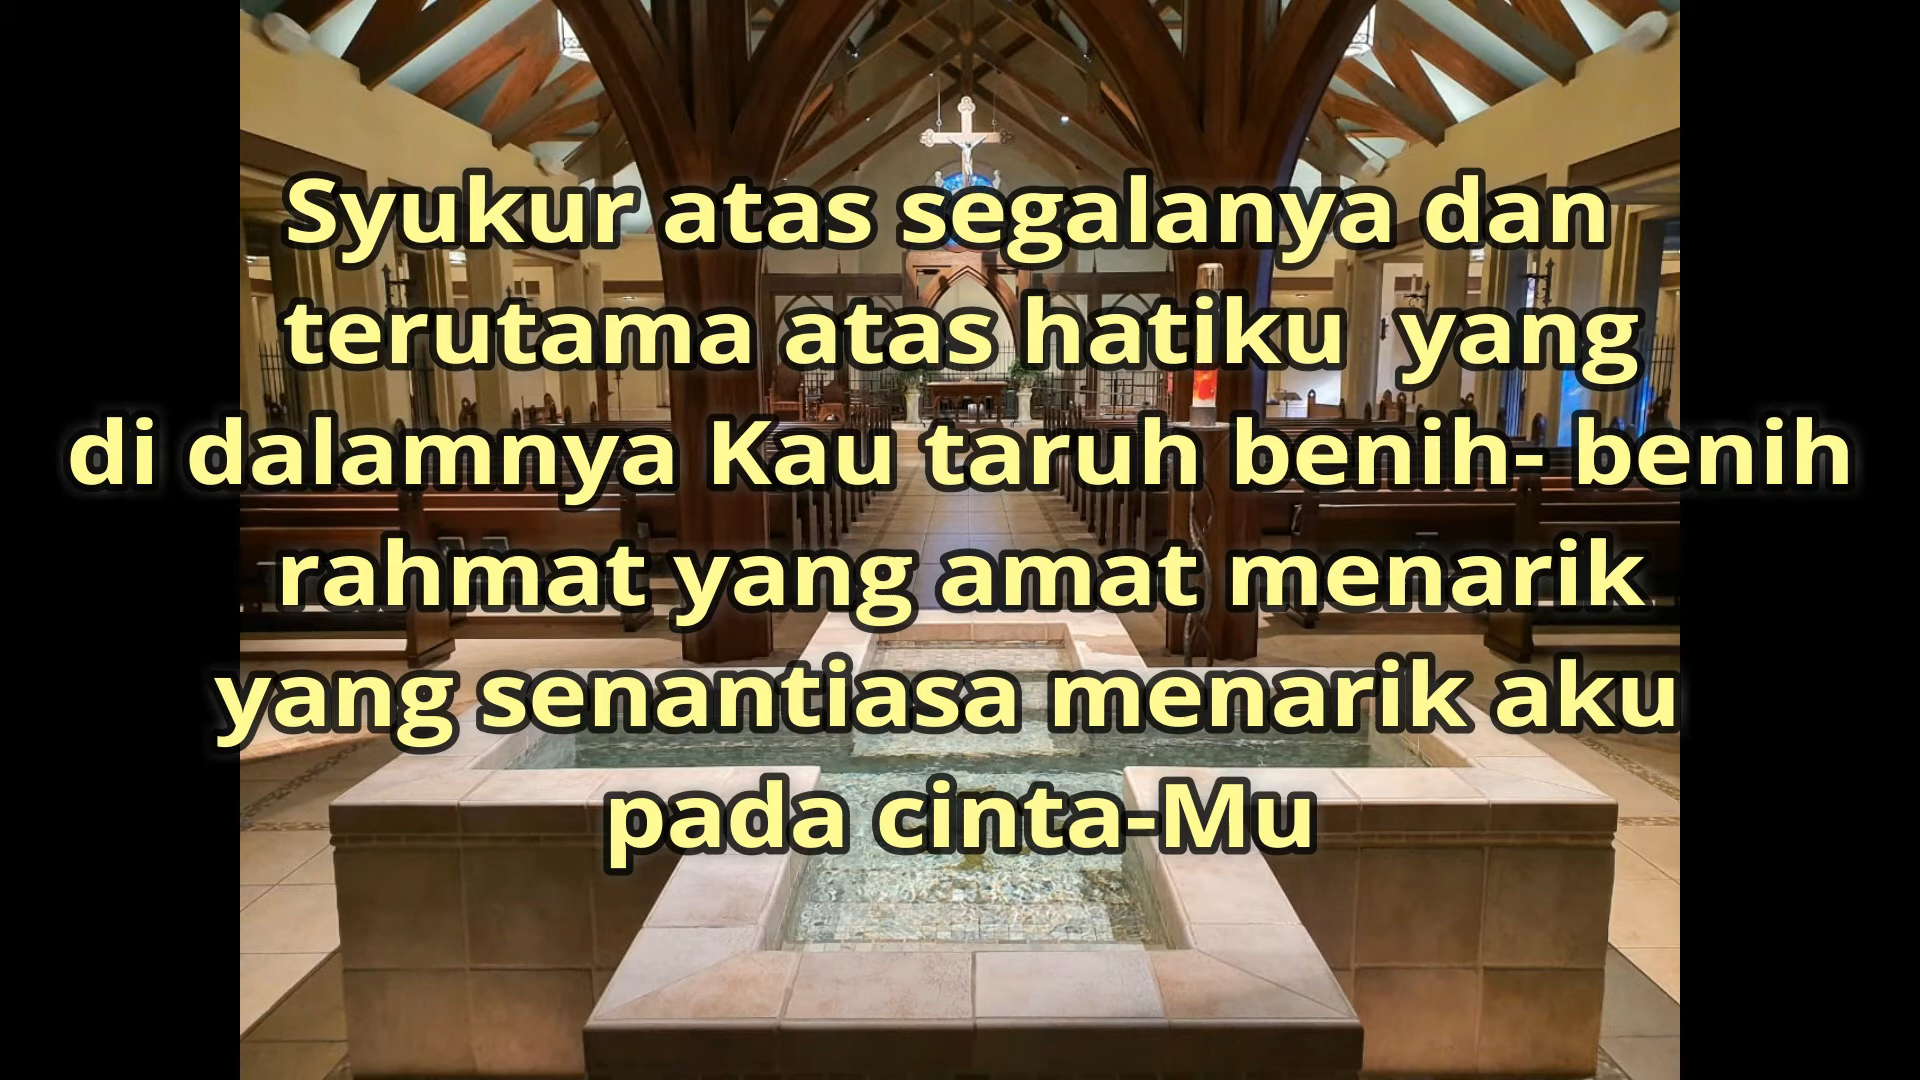 Syukur atas segalanya dan
terutama atas hatiku  yang
di dalamnya Kau taruh benih- benih
rahmat yang amat menarik
yang senantiasa menarik aku
pada cinta-Mu